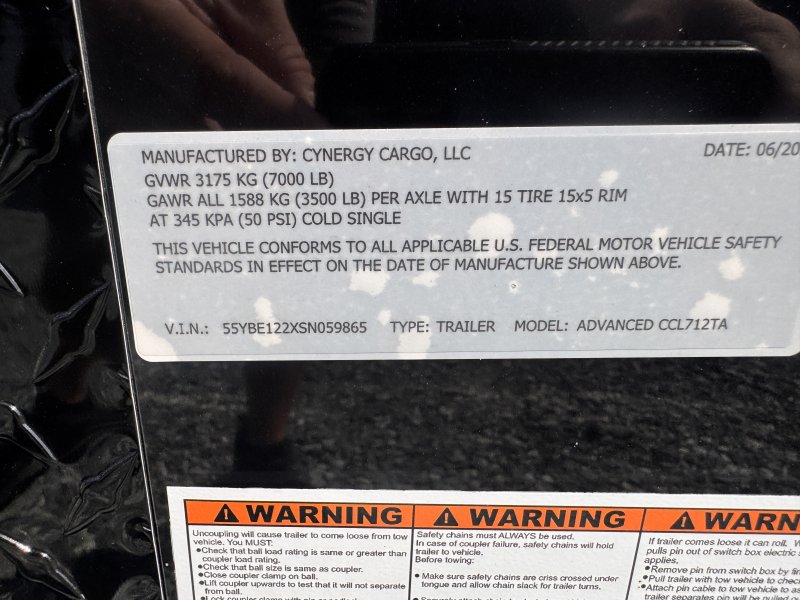 MANUFACTURED BY: CYNERGY CARGO, LLC DATE: 06/20
GVWR 3175 KG (7000 LB)
GAWR ALL 1588 KG (3500 LB) PER AXLE WITH 15 TIRE 15x5 RIM
AT 345 KPA (50 PSI) COLD SINGLE
THIS VEHICLE CONFORMS TO ALL APPLICABLE U.S. FEDERAL MOTOR VEHICLE SAFETY
STANDARDS IN EFFECT ON THE DATE OF MANUFACTURE SHOWN ABOVE.
V.I.N.: 55YBE122XSN059865 TYPE: TRAILER MODEL: ADVANCED CCL712TA
WARNING
Uncoupling will cause trailer to come loose from tow
vehicle. You MUST:
●Check that ball load rating is same or greater than
coupler load rating.
●Check that ball size is same as coupler.
●Close coupler clamp on ball.
●Lift coupler upwards to test that it will not separate
from ball.
WARNING
Safety chains must ALWAYS be used.
In case of coupler failure, safety chains will hold
trailer to vehicle.
Before towing:
● Make sure safety chains are criss crossed under
tongue and allow chain slack for trailer turns.
WARN
If trailer comes loose it can roll.
pulls pin out of switch box electric
applies.
●Remove pin from switch box by
●Pull trailer with tow vehicle to
●Attach pin cable to tow vehicle to